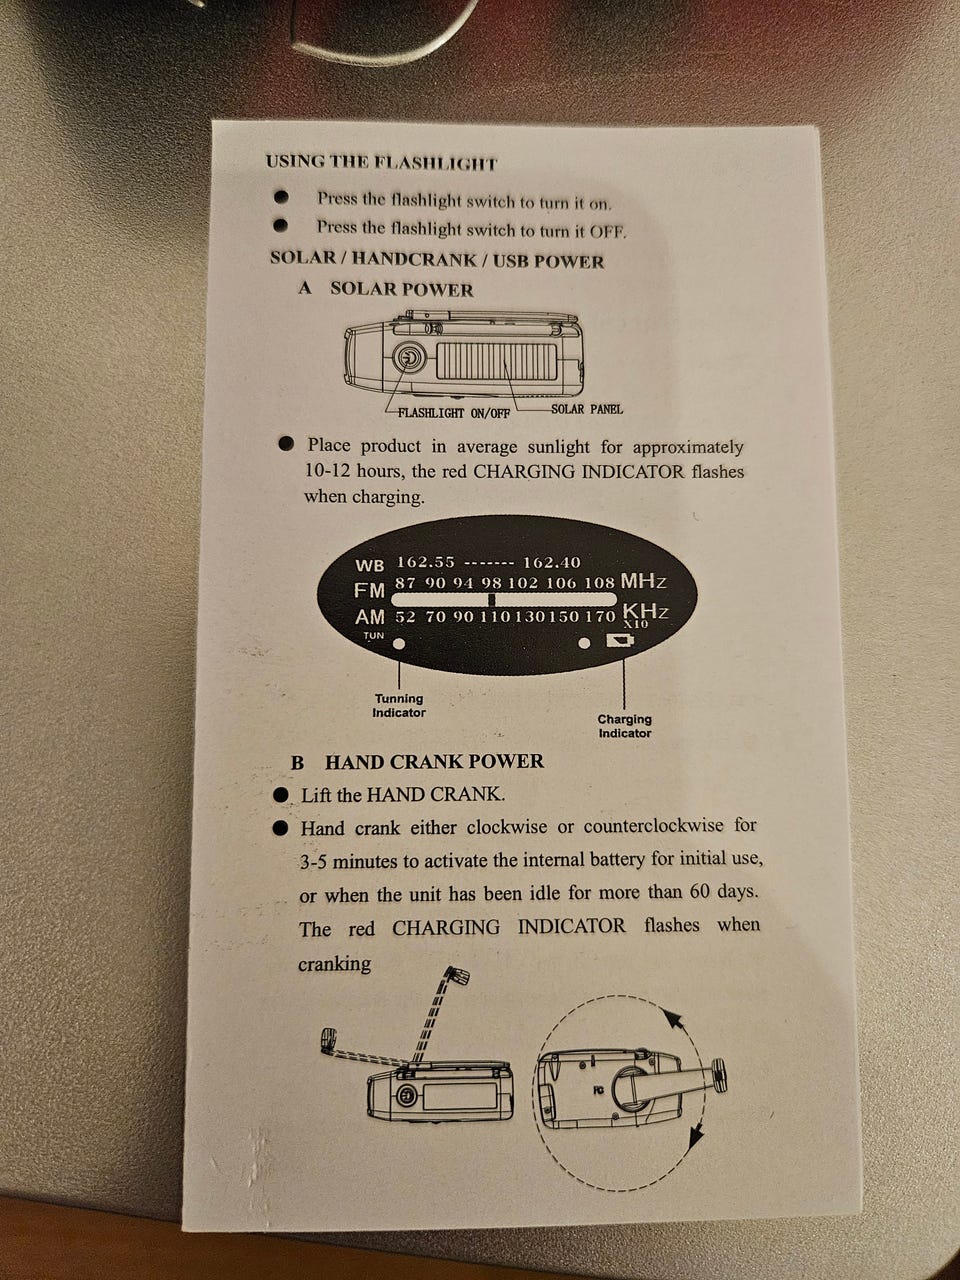 USING THE FLASHLIGHT
● Press the flashlight switch to turn it on.
● Press the flashlight switch to turn it OFF.
SOLAR / HANDCRANK / USB POWER
A SOLAR POWER
FLASHLIGHT ON/OFF SOLAR PANEL
● Place product in average sunlight for approximately
10-12 hours, the red CHARGING INDICATOR flashes
when charging.
WB 162.55 ------- 162.40
FM 87 90 94 98 102 106 108 MHz
AM 52 70 90 110 130 150 170 KHz
X10
TUN
Tunning
Indicator
Charging
Indicator
B HAND CRANK POWER
● Lift the HAND CRANK.
● Hand crank either clockwise or counterclockwise for
3-5 minutes to activate the internal battery for initial use,
or when the unit has been idle for more than 60 days.
The red CHARGING INDICATOR flashes when
cranking